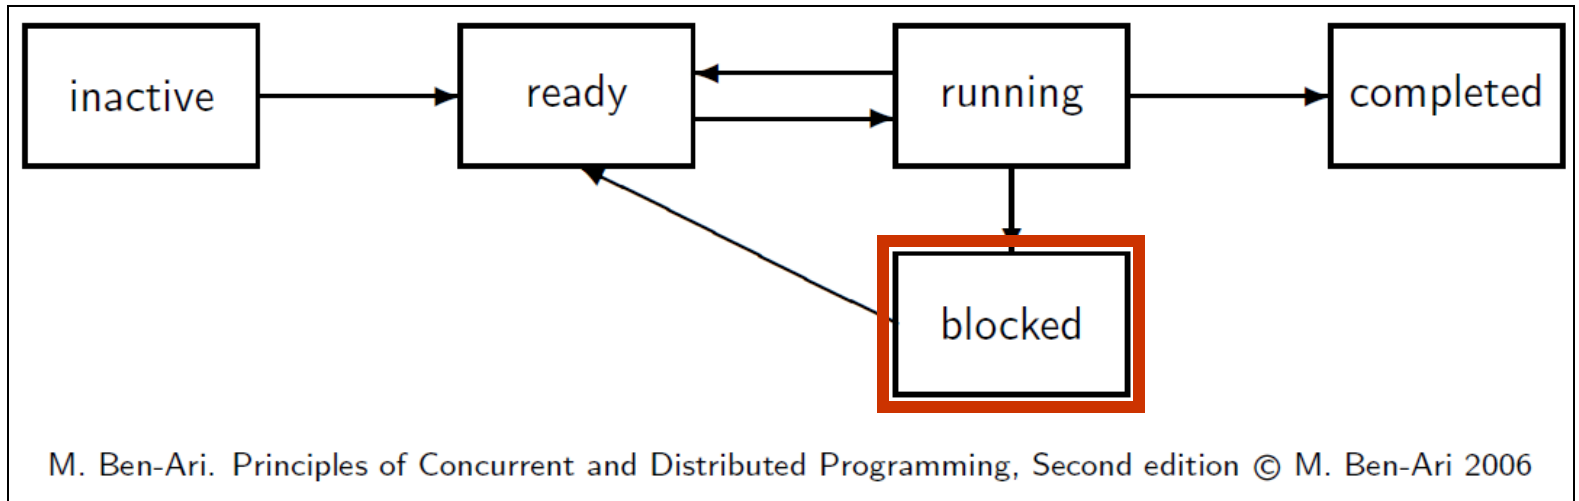 inactive
ready
running
completed
blocked
M. Ben-Ari. Principles of Concurrent and Distributed Programming, Second edition © M. Ben-Ari 2006